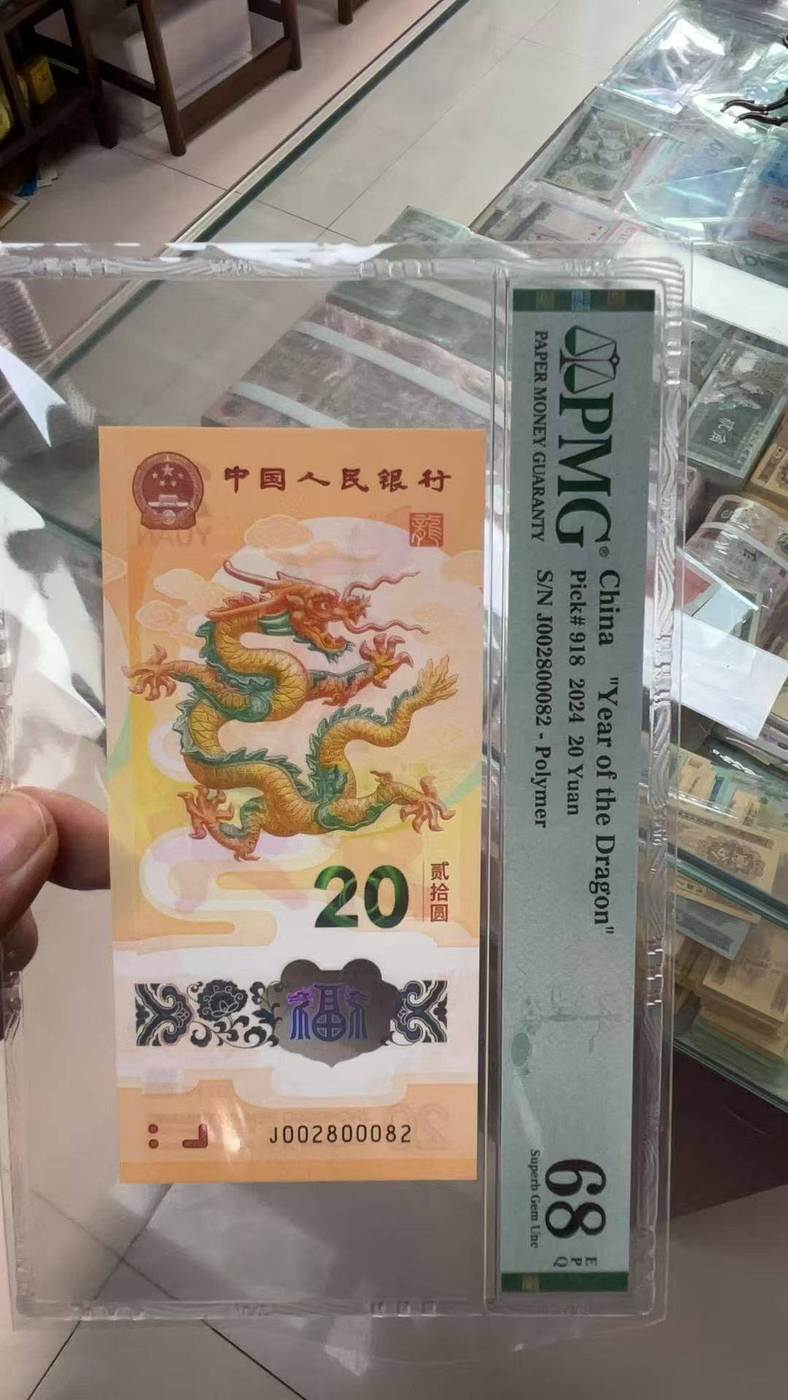 中国人民银行
龍
20
贰拾圆
福
J002800082
PMG®
PAPER MONEY GUARANTY
China "Year of the Dragon"
Pick# 918 2024 20 Yuan
S/N J002800082 - Polymer
68
EPQ
Superb Gem Unc